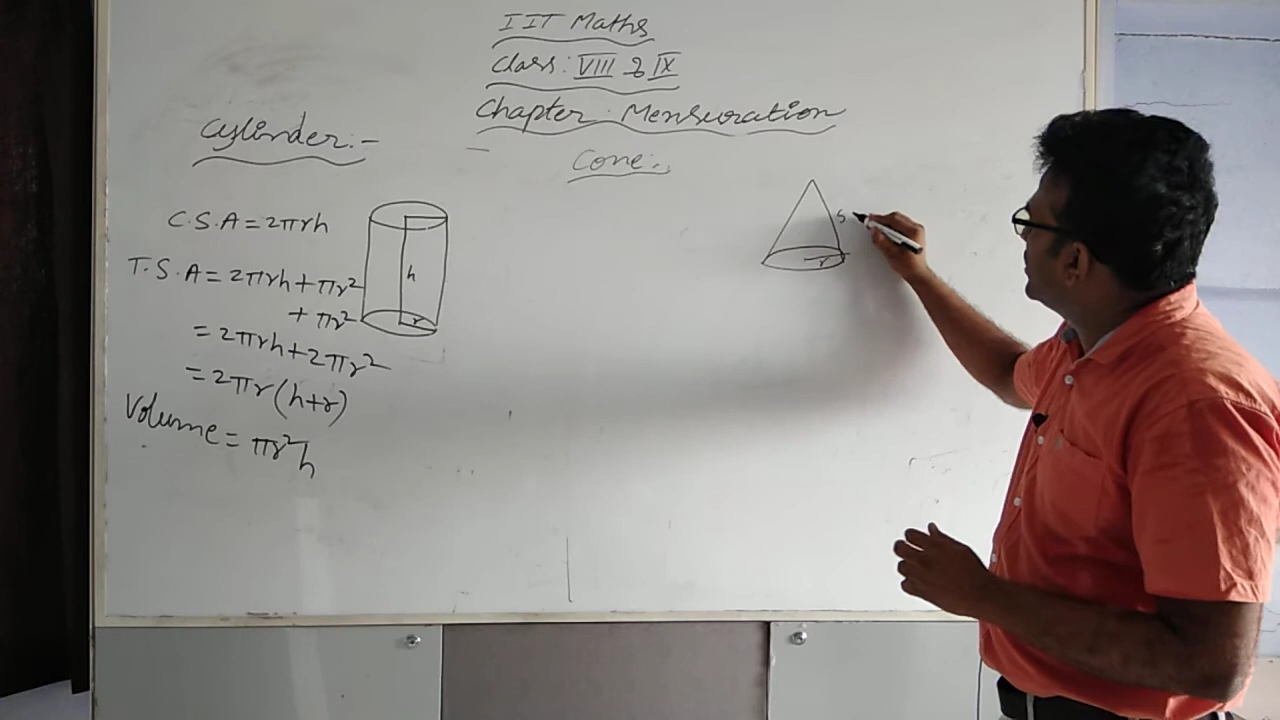 IIT Maths
Class: VIII & IX
Chapter: Mensuration
Cylinder:-
C.S.A = 2πrh
T.S.A = 2πrh + πr²
+ πr²
= 2πrh + 2πr²
= 2πr(h+r)
Volume = πr²h
h
r
Cone:-
s
r